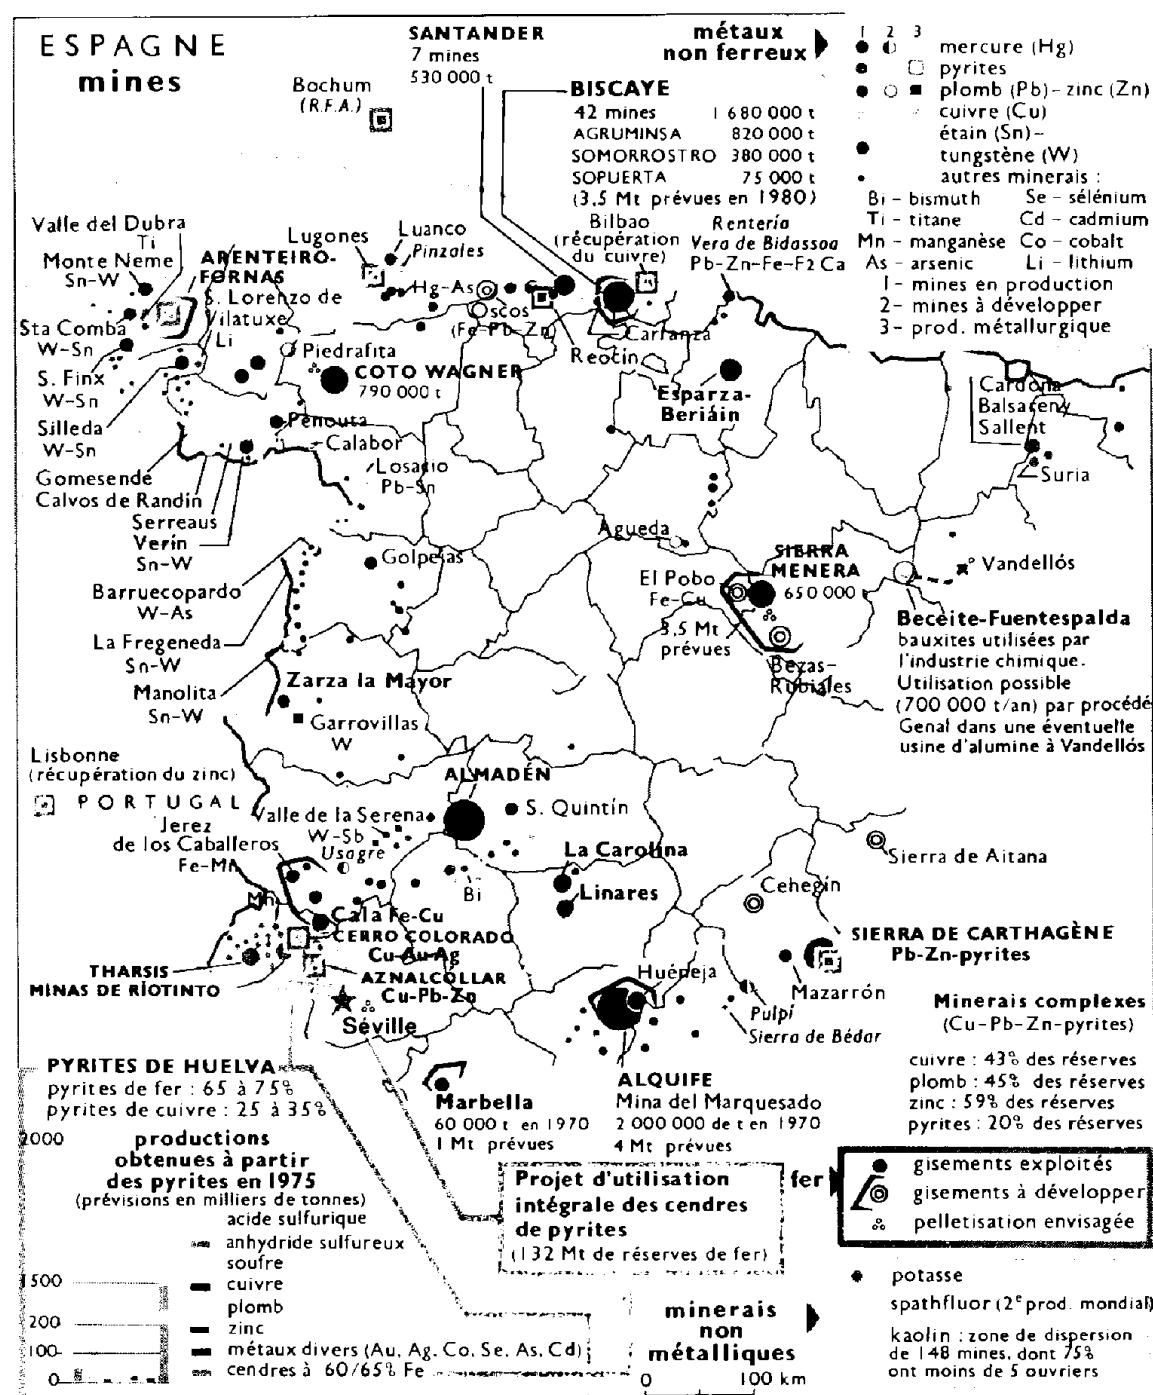 ESPAGNE
mines
SANTANDER
7 mines
530 000 t
Bochum
(R.F.A.)
BISCAYE
42 mines 1 680 000 t
AGRUMINSA 820 000 t
SOMORROSTRO 380 000 t
SOPUERTA 75 000 t
(3,5 Mt prévues en 1980)
métaux
non ferreux
1 2 3
mercure (Hg)
pyrites
plomb (Pb)-zinc (Zn)
cuivre (Cu)
étain (Sn)-
tungstène (W)
autres minerais :
Bi - bismuth Se - sélénium
Ti - titane Cd - cadmium
Mn - manganèse Co - cobalt
As - arsenic Li - lithium
1 - mines en production
2 - mines à développer
3 - prod. métallurgique
Valle del Dubra
Ti
Monte Neme
Sn-W
ARENTEIRO-
FORNAS
S. Lorenzo de
Vilatuxe
Li
Lugones
Luanco
Pinzales
Hg-As
Oscos
(Fe-Pb-Zn)
Bilbao
(récupération
du cuivre)
Rentería
Vera de Bidassoa
Pb-Zn-Fe-F2 Ca
Carranza
Reocín
Sta Comba
W-Sn
S. Finx
W-Sn
Silleda
W-Sn
Piedrafita
COTO WAGNER
790 000 t
Esparza-
Beriáin
Cardona
Balsareny
Sallent
Suria
Penouta
Calabor
Losacio
Pb-Sn
Gomesende
Calvos de Randín
Serreaus
Verín
Sn-W
Agueda
Golpejas
Barruecopardo
W-As
La Fregeneda
Sn-W
Manolita
Sn-W
SIERRA
MENERA
650 000 t
El Pobo
Fe-Cu
3,5 Mt
prévues
Bezas-
Rubiales
Vandellós
Beceite-Fuentespalda
bauxites utilisées par
l'industrie chimique.
Utilisation possible
(700 000 t/an) par procédé
Genal dans une éventuelle
usine d'alumine à Vandellós
Zarza la Mayor
Garrovillas
W
Lisbonne
(récupération du zinc)
PORTUGAL
ALMADÉN
S. Quintín
Valle de la Serena
W-Sb
Usagre
Jerez
de los Caballeros
Fe-Mn
Bi
La Carolina
Linares
Sierra de Aitana
Cehegín
Mn
Cala Fe-Cu
CERRO COLORADO
Cu-Au-Ag
AZNALCÓLLAR
Cu-Pb-Zn
THARSIS
MINAS DE RÍOTINTO
Séville
SIERRA DE CARTHAGÈNE
Pb-Zn-pyrites
Mazarrón
Huéneja
Pulpí
Sierra de Bédar
Minerais complexes
(Cu-Pb-Zn-pyrites)
cuivre : 43% des réserves
plomb : 45% des réserves
zinc : 59% des réserves
pyrites : 20% des réserves
PYRITES DE HUELVA
pyrites de fer : 65 à 75%
pyrites de cuivre : 25 à 35%
Marbella
60 000 t en 1970
1 Mt prévues
ALQUIFE
Mina del Marquesado
2 000 000 de t en 1970
4 Mt prévues
2000
productions
obtenues à partir
des pyrites en 1975
(prévisions en milliers de tonnes)
acide sulfurique
anhydride sulfureux
soufre
cuivre
plomb
zinc
métaux divers (Au, Ag, Co, Se, As, Cd)
cendres à 60/65% Fe
1500
200
100
0
Projet d'utilisation
intégrale des cendres
de pyrites
(132 Mt de réserves de fer)
fer
gisements exploités
gisements à développer
pelletisation envisagée
minerais
non
métalliques
potasse
spathfluor (2e prod. mondial)
kaolin : zone de dispersion
de 148 mines, dont 75%
ont moins de 5 ouvriers
0 100 km